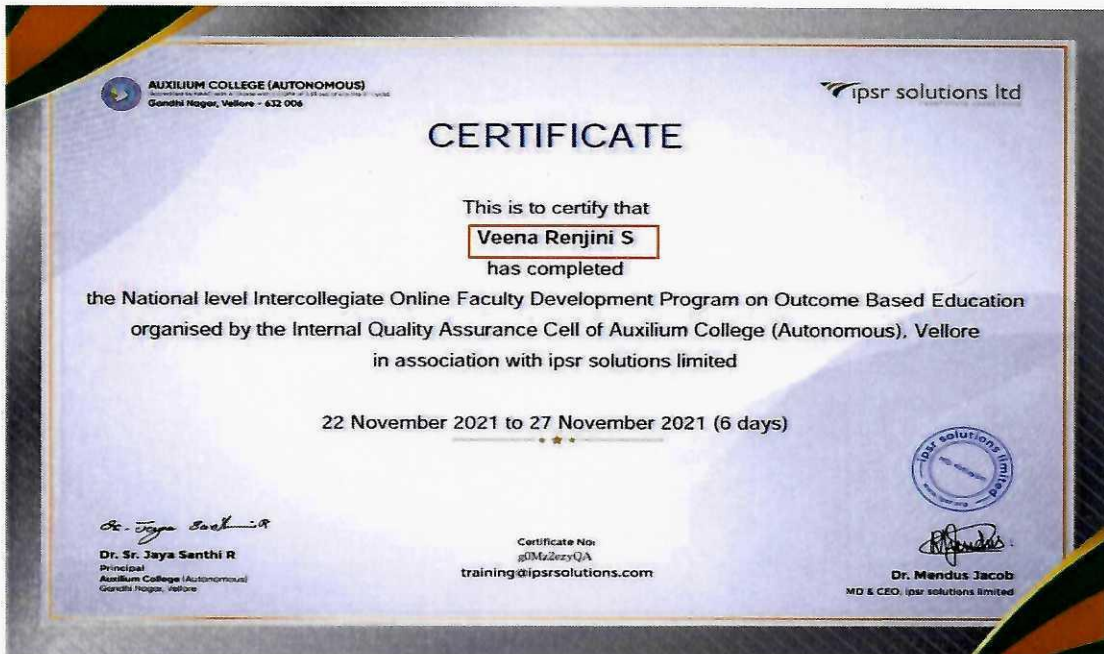 AUXILIUM COLLEGE (AUTONOMOUS)
Gandhi Nagar, Vellore - 632 006
ipsr solutions ltd
CERTIFICATE
This is to certify that
Veena Renjini S
has completed
the National level Intercollegiate Online Faculty Development Program on Outcome Based Education
organised by the Internal Quality Assurance Cell of Auxilium College (Autonomous), Vellore
in association with ipsr solutions limited
22 November 2021 to 27 November 2021 (6 days)
ipsr solutions limited
Dr. Sr. Jaya Santhi R
Principal
Auxilium College (Autonomous)
Gandhi Nagar, Vellore
Certificate No:
g0Mz2ezyQA
training@ipsrsolutions.com
Dr. Mendus Jacob
MD & CEO, ipsr solutions limited